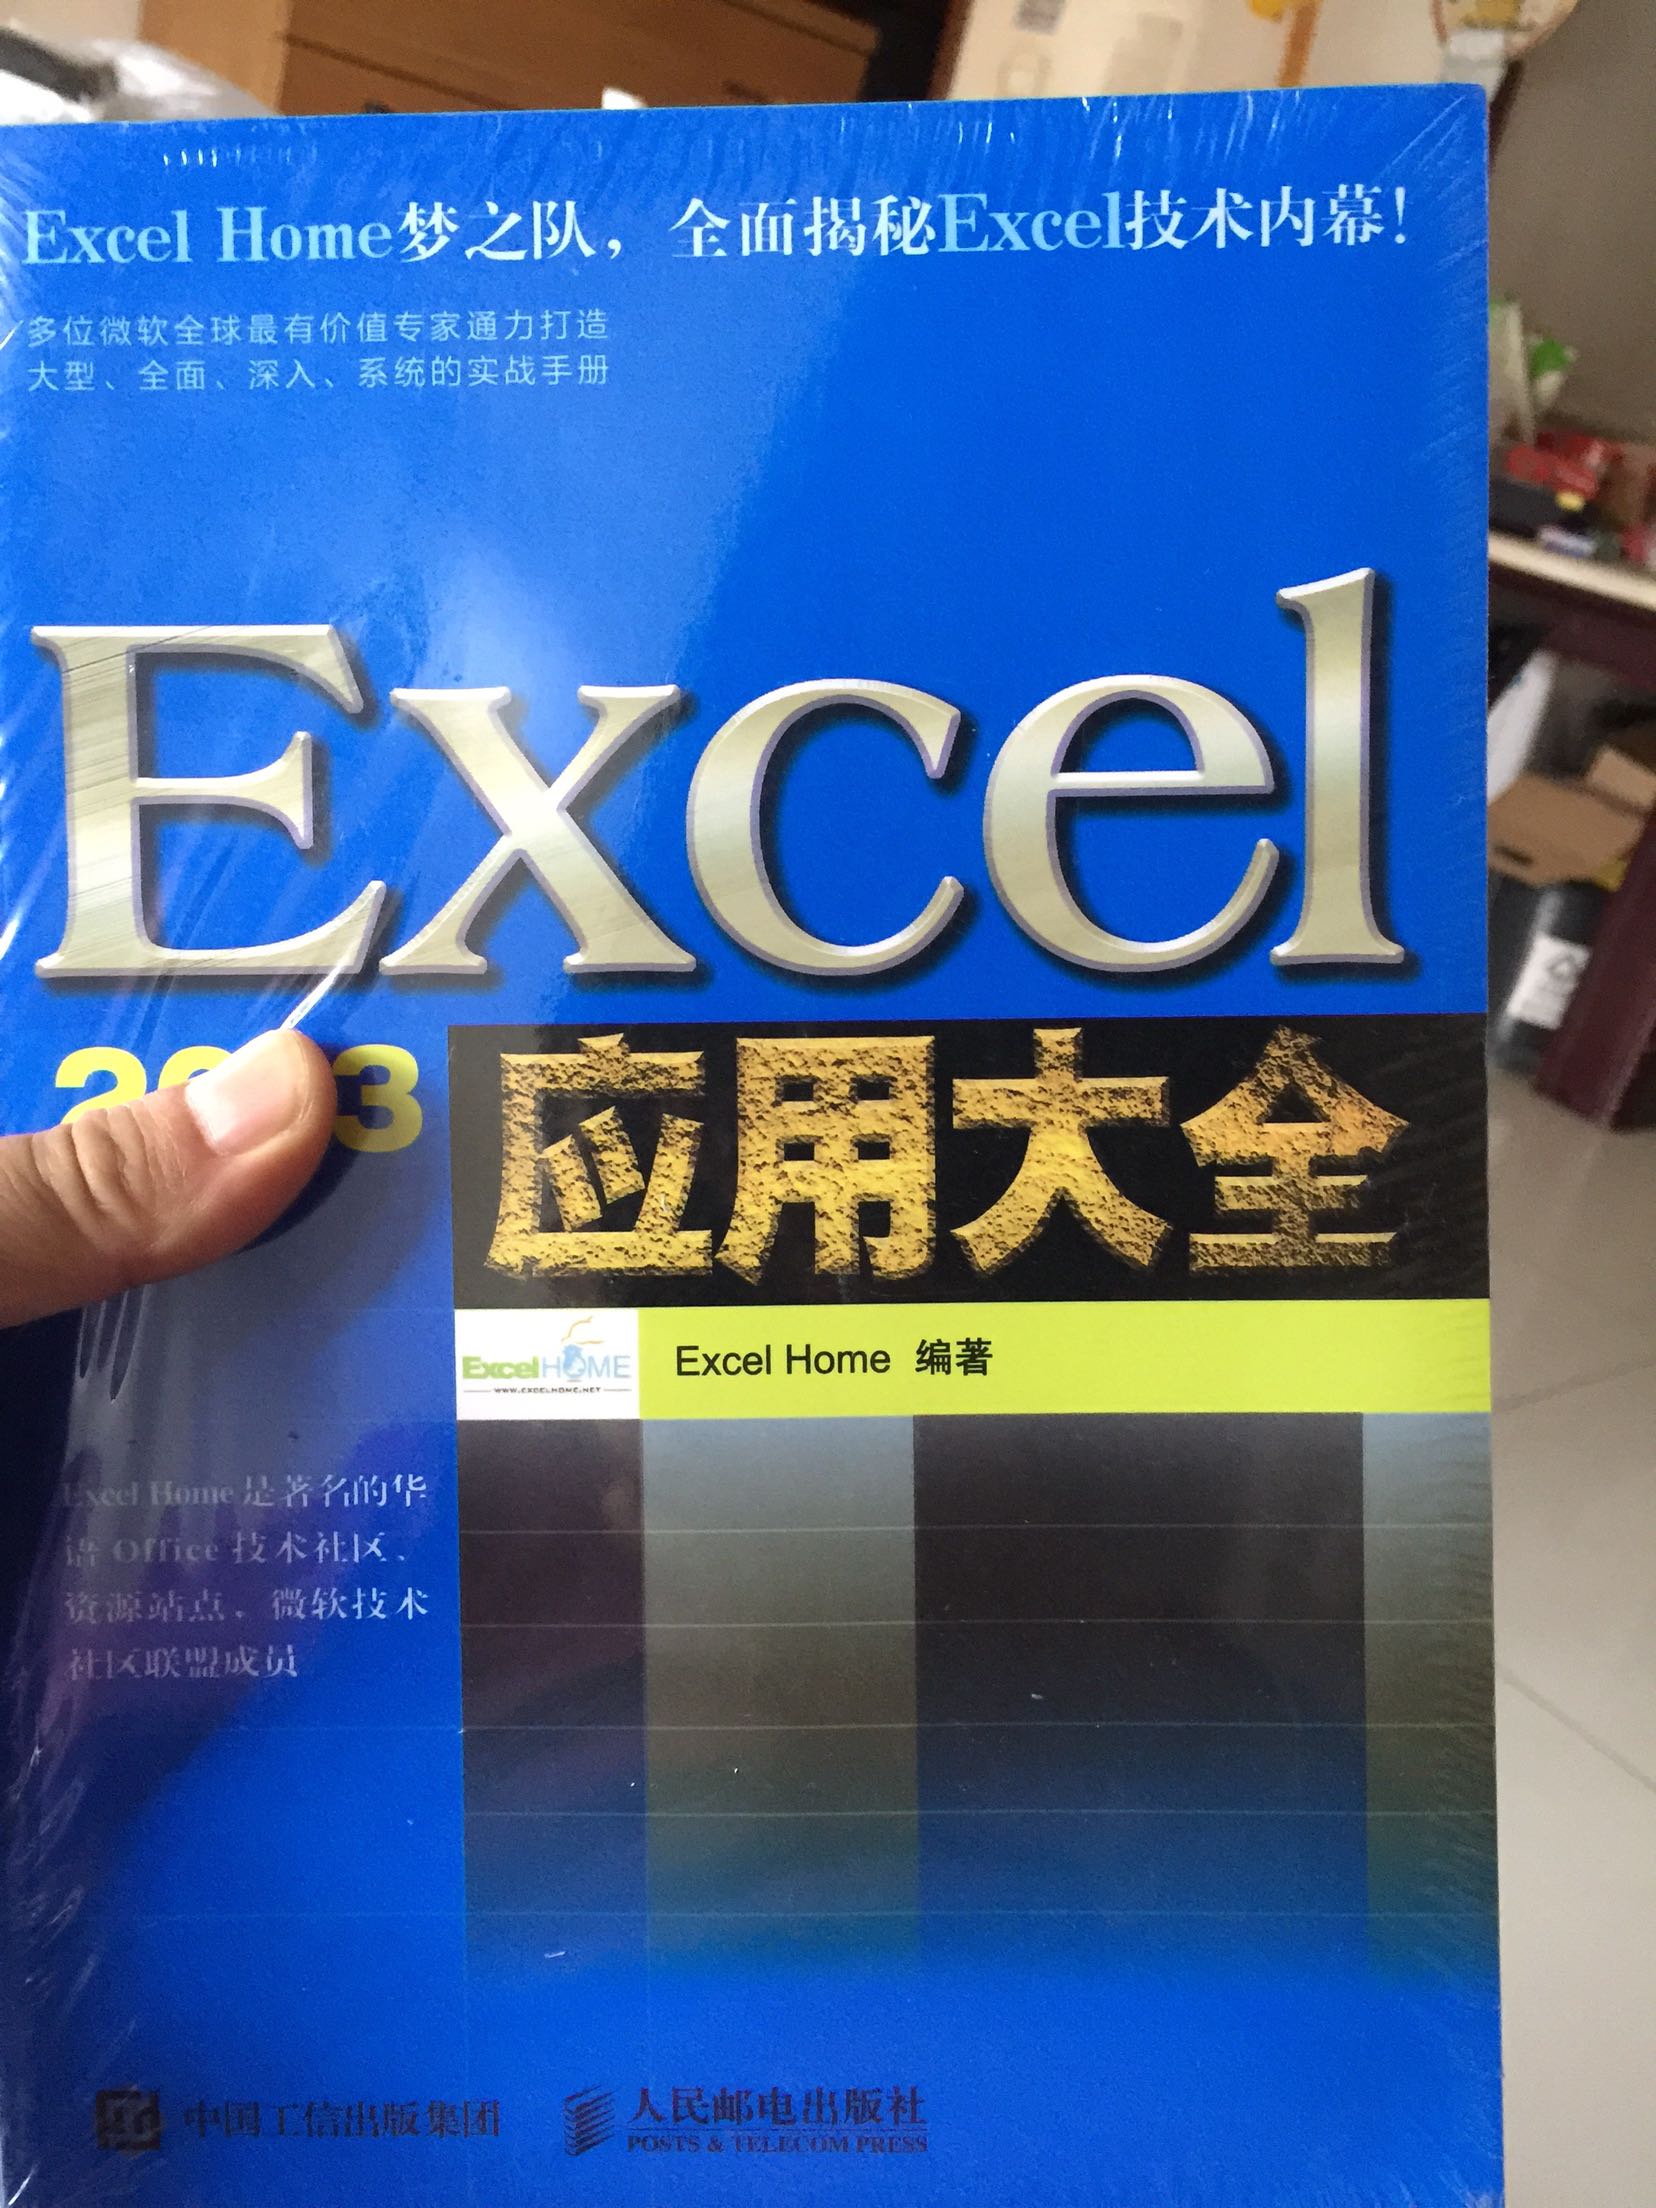 Excel Home梦之队，全面揭秘Excel技术内幕！
多位微软全球最有价值专家通力打造
大型、全面、深入、系统的实战手册
Excel
应用大全
ExcelHOME
WWW.EXCELHOME.NET
Excel Home 编著
Excel Home 是著名的华
语 Office 技术社区、
资源站点，微软技术
社区联盟成员
中国工信出版集团
人民邮电出版社
POSTS & TELECOM PRESS